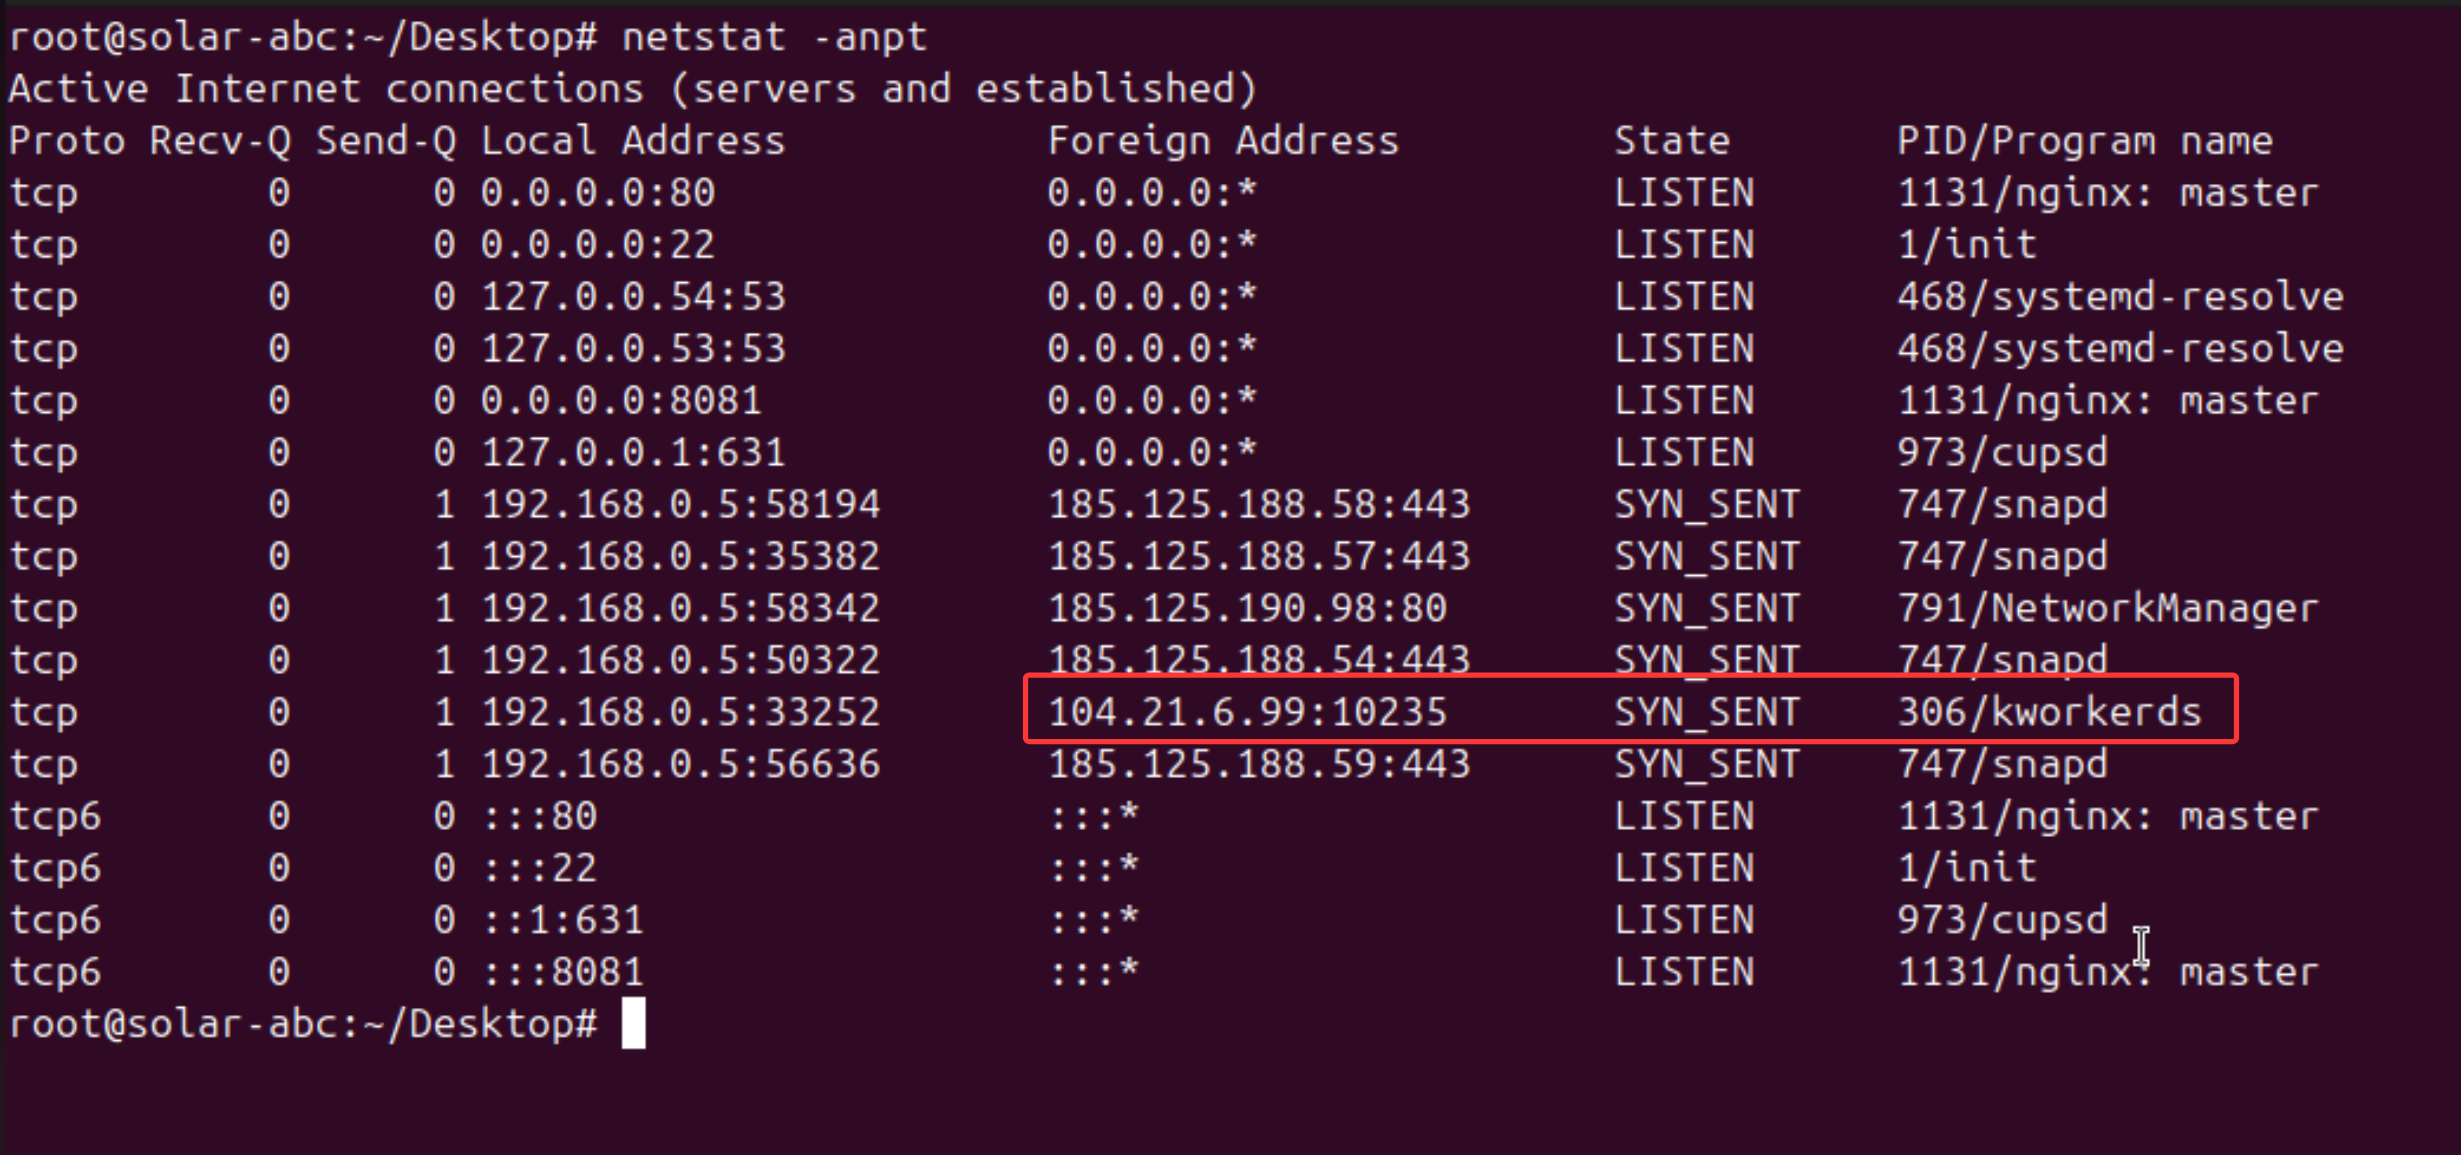 root@solar-abc:~/Desktop# netstat -anpt
Active Internet connections (servers and established)
Proto Recv-Q Send-Q Local Address           Foreign Address         State       PID/Program name
tcp        0      0 0.0.0.0:80              0.0.0.0:*               LISTEN      1131/nginx: master
tcp        0      0 0.0.0.0:22              0.0.0.0:*               LISTEN      1/init
tcp        0      0 127.0.0.54:53           0.0.0.0:*               LISTEN      468/systemd-resolve
tcp        0      0 127.0.0.53:53           0.0.0.0:*               LISTEN      468/systemd-resolve
tcp        0      0 0.0.0.0:8081            0.0.0.0:*               LISTEN      1131/nginx: master
tcp        0      0 127.0.0.1:631           0.0.0.0:*               LISTEN      973/cupsd
tcp        0      1 192.168.0.5:58194       185.125.188.58:443      SYN_SENT    747/snapd
tcp        0      1 192.168.0.5:35382       185.125.188.57:443      SYN_SENT    747/snapd
tcp        0      1 192.168.0.5:58342       185.125.190.98:80       SYN_SENT    791/NetworkManager
tcp        0      1 192.168.0.5:50322       185.125.188.54:443      SYN_SENT    747/snapd
tcp        0      1 192.168.0.5:33252       104.21.6.99:10235       SYN_SENT    306/kworkerds
tcp        0      1 192.168.0.5:56636       185.125.188.59:443      SYN_SENT    747/snapd
tcp6       0      0 :::80                   :::*                    LISTEN      1131/nginx: master
tcp6       0      0 :::22                   :::*                    LISTEN      1/init
tcp6       0      0 ::1:631                 :::*                    LISTEN      973/cupsd
tcp6       0      0 :::8081                 :::*                    LISTEN      1131/nginx: master
root@solar-abc:~/Desktop#